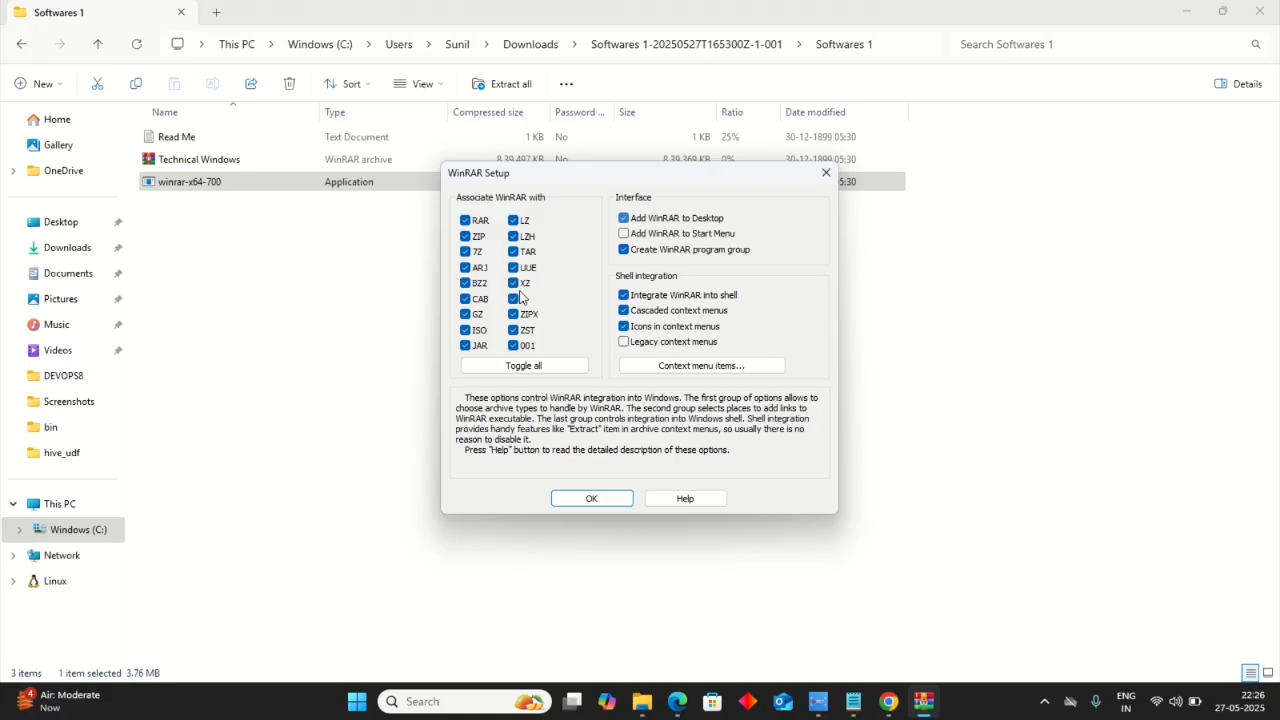 Softwares 1
This PC > Windows (C:) > Users > Sunil > Downloads > Softwares 1-20250527T165300Z-1-001 > Softwares 1
Search Softwares 1
New
Sort
View
Extract all
Details
Name Type Compressed size Password ... Size Ratio Date modified
Read Me Text Document 1 KB No 1 KB 25% 30-12-1899 05:30
Technical Windows WinRAR archive 8,39,497 KB No 8,39,369 KB 0% 30-12-1899 05:30
winrar-x64-700 Application 5:30
Home
Gallery
OneDrive
Desktop
Downloads
Documents
Pictures
Music
Videos
DEVOPS8
Screenshots
bin
hive_udf
This PC
Windows (C:)
Network
Linux
WinRAR Setup
Associate WinRAR with
RAR LZ
ZIP LZH
7Z TAR
ARJ UUE
BZ2 XZ
CAB
GZ ZIPX
ISO ZST
JAR 001
Toggle all
Interface
Add WinRAR to Desktop
Add WinRAR to Start Menu
Create WinRAR program group
Shell integration
Integrate WinRAR into shell
Cascaded context menus
Icons in context menus
Legacy context menus
Context menu items...
These options control WinRAR integration into Windows. The first group of options allows to
choose archive types to handle by WinRAR. The second group selects places to add links to
WinRAR executable. The last group controls integration into Windows shell. Shell integration
provides handy features like "Extract" item in archive context menus, so usually there is no
reason to disable it.
Press "Help" button to read the detailed description of these options.
OK
Help
3 items 1 item selected 3.76 MB
4
Air: Moderate
Now
Search
ENG
IN
22:26
27-05-2025